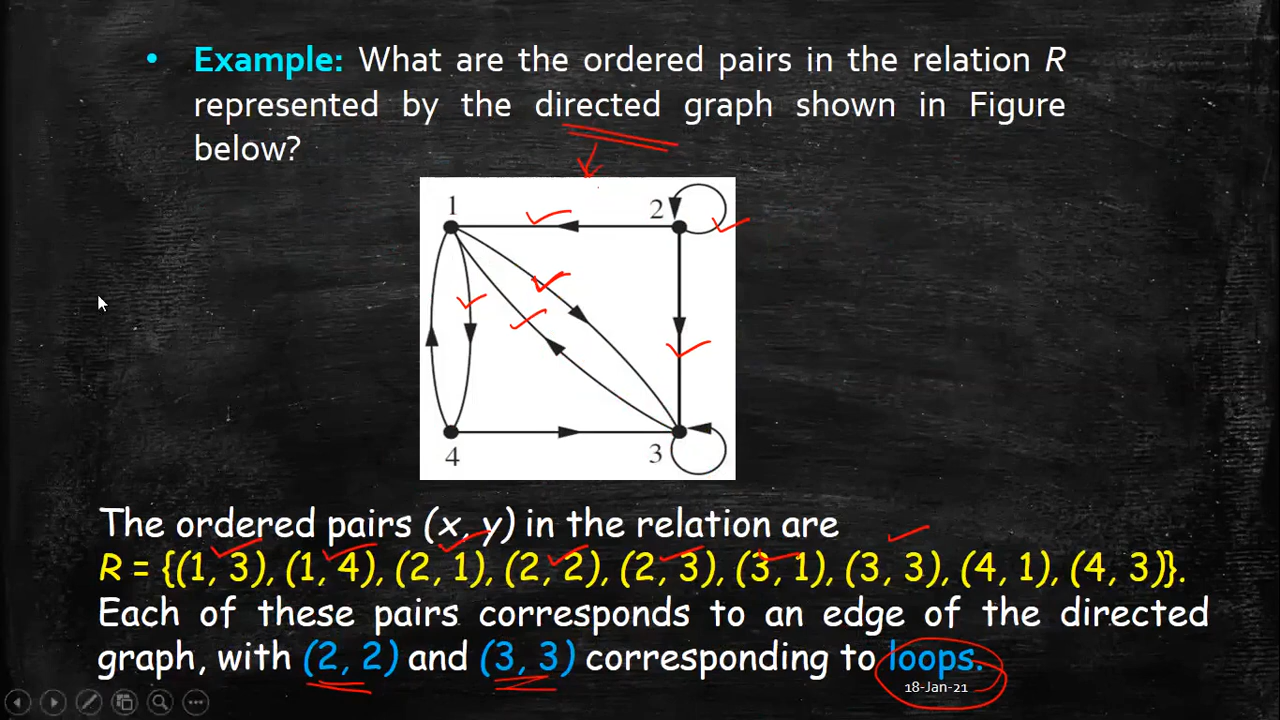 • Example: What are the ordered pairs in the relation R
represented by the directed graph shown in Figure
below?
1
2
4
3
The ordered pairs (x, y) in the relation are
R = {(1, 3), (1, 4), (2, 1), (2, 2), (2, 3), (3, 1), (3, 3), (4, 1), (4, 3)}.
Each of these pairs corresponds to an edge of the directed
graph, with (2, 2) and (3, 3) corresponding to loops.
18-Jan-21